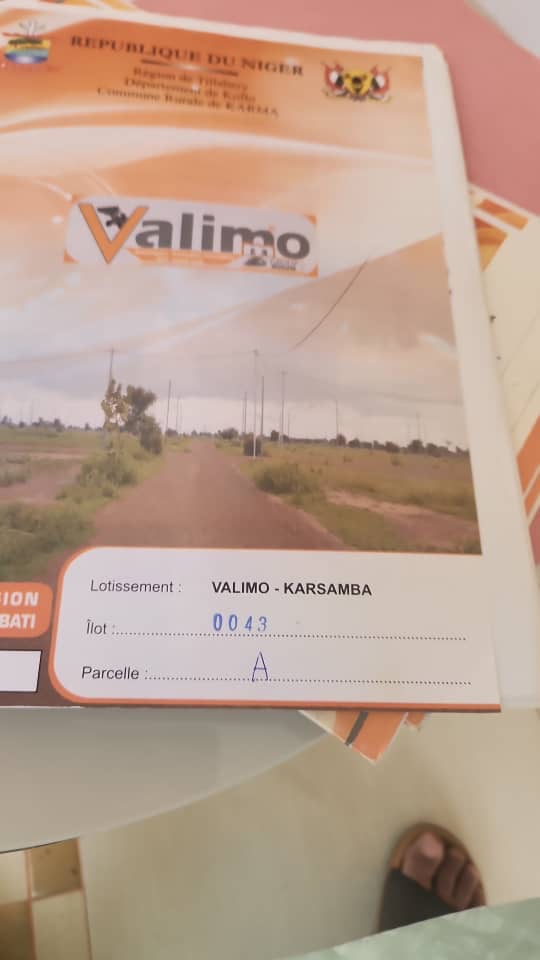 REPUBLIQUE DU NIGER
Région de Tillabéry
Département de Kollo
Commune Rurale de KARMA
Valimo
Lotissement : VALIMO - KARSAMBA
ION
BATI
Îlot : 0043
Parcelle : A